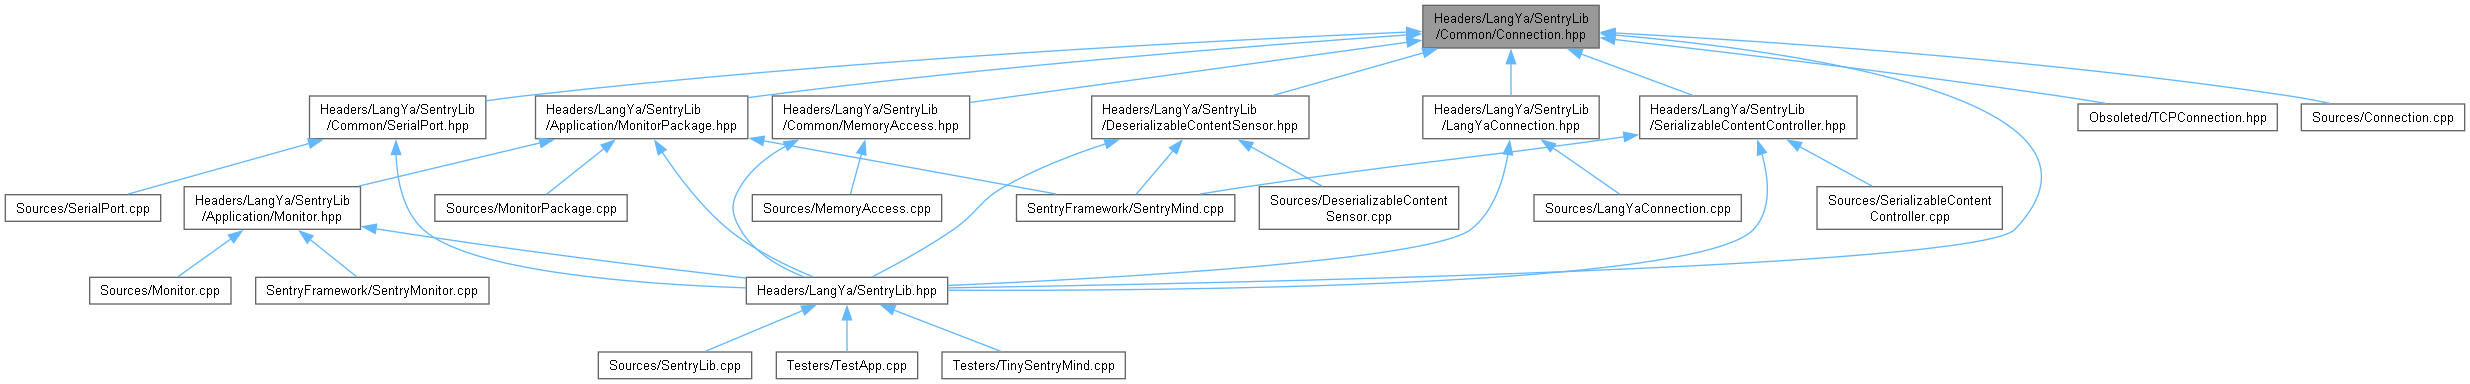 Headers/LangYa/SentryLib
/Common/Connection.hpp
Headers/LangYa/SentryLib
/Common/SerialPort.hpp
Headers/LangYa/SentryLib
/Application/MonitorPackage.hpp
Headers/LangYa/SentryLib
/Common/MemoryAccess.hpp
Headers/LangYa/SentryLib
/DeserializableContentSensor.hpp
Headers/LangYa/SentryLib
/LangYaConnection.hpp
Headers/LangYa/SentryLib
/SerializableContentController.hpp
Obsoleted/TCPConnection.hpp
Sources/Connection.cpp
Sources/SerialPort.cpp
Headers/LangYa/SentryLib
/Application/Monitor.hpp
Sources/MonitorPackage.cpp
Sources/MemoryAccess.cpp
SentryFramework/SentryMind.cpp
Sources/DeserializableContent
Sensor.cpp
Sources/LangYaConnection.cpp
Sources/SerializableContent
Controller.cpp
Sources/Monitor.cpp
SentryFramework/SentryMonitor.cpp
Headers/LangYa/SentryLib.hpp
Sources/SentryLib.cpp
Testers/TestApp.cpp
Testers/TinySentryMind.cpp